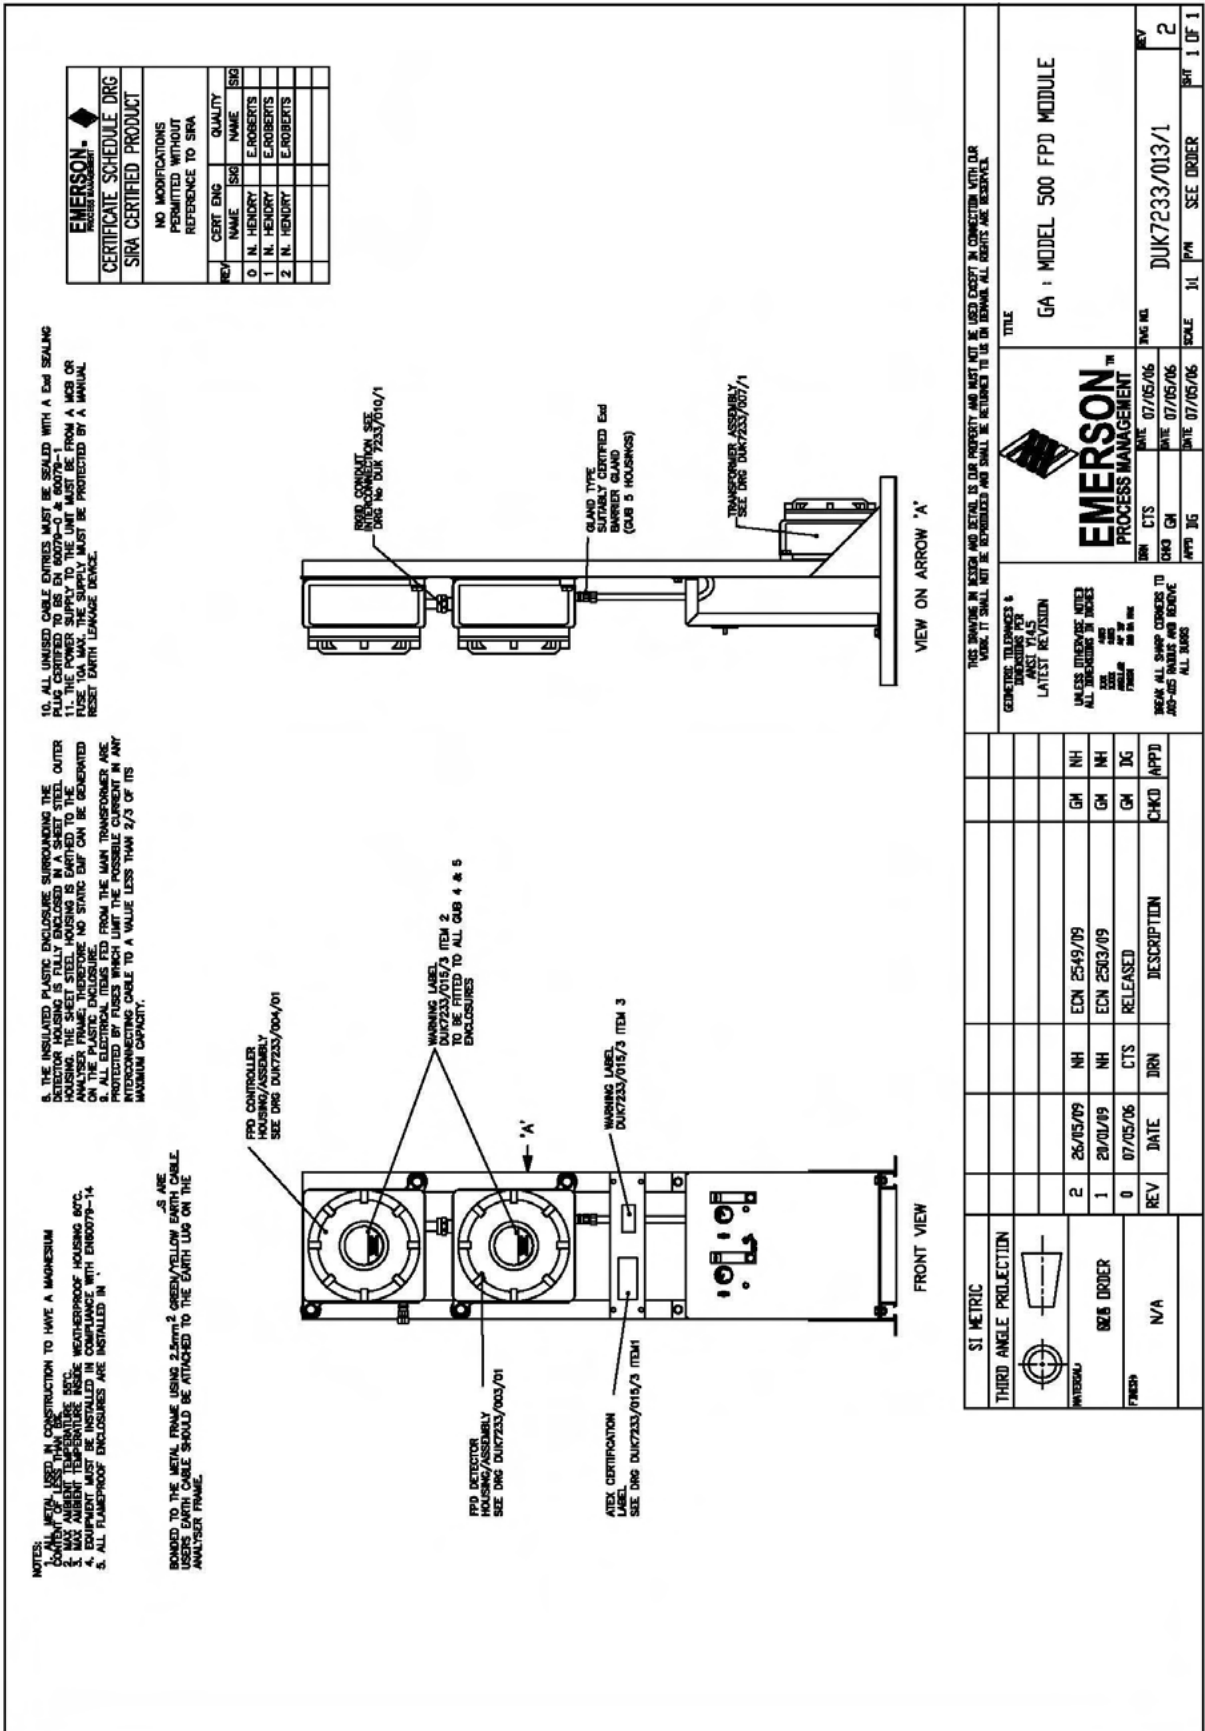 NOTES:
1. ALL METAL USED IN CONSTRUCTION TO HAVE A MAGNESIUM
CONTENT OF LESS THAN
2. MAX AMBIENT TEMPERATURE 55°C.
3. MAX AMBIENT TEMPERATURE INSIDE WEATHERPROOF HOUSING 60°C.
4. EQUIPMENT MUST BE INSTALLED IN COMPLIANCE WITH EN60079-14
5. ALL FLAMEPROOF ENCLOSURES ARE INSTALLED IN
ARE
BONDED TO THE METAL FRAME USING 2.5mm² GREEN/YELLOW EARTH CABLE.
USERS EARTH CABLE SHOULD BE ATTACHED TO THE EARTH LUG ON THE
ANALYSER FRAME.
8. THE INSULATED PLASTIC ENCLOSURE SURROUNDING THE
DETECTOR HOUSING IS FULLY ENCLOSED IN A SHEET STEEL OUTER
HOUSING. THE SHEET STEEL HOUSING IS EARTHED TO THE
ANALYSER FRAME; THEREFORE NO STATIC EMF CAN BE GENERATED
ON THE PLASTIC ENCLOSURE.
9. ALL ELECTRICAL ITEMS FED FROM THE MAIN TRANSFORMER ARE
PROTECTED BY FUSES WHICH LIMIT THE POSSIBLE CURRENT IN ANY
INTERCONNECTING CABLE TO A VALUE LESS THAN 2/3 OF ITS
MAXIMUM CAPACITY.
10. ALL UNUSED CABLE ENTRIES MUST BE SEALED WITH A Exd SEALING
PLUG CERTIFIED TO BS EN 60079-0 & 60079-1
11. THE POWER SUPPLY TO THE UNIT MUST BE FROM A MCB OR
FUSE 10A MAX. THE SUPPLY MUST BE PROTECTED BY A MANUAL
RESET EARTH LEAKAGE DEVICE.
EMERSON
PROCESS MANAGEMENT
CERTIFICATE SCHEDULE DRG
SIRA CERTIFIED PRODUCT
NO MODIFICATIONS
PERMITTED WITHOUT
REFERENCE TO SIRA
REV CERT ENG QUALITY
NAME SIG NAME SIG
0 N. HENDRY E.ROBERTS
1 N. HENDRY E.ROBERTS
2 N. HENDRY E.ROBERTS
FPD CONTROLLER
HOUSING/ASSEMBLY
SEE DRG DUK7233/004/01
WARNING LABEL
DUK7233/015/3 ITEM 2
TO BE FITTED TO ALL GUB 4 & 5
ENCLOSURES
'A'
WARNING LABEL
DUK7233/015/3 ITEM 3
FPD DETECTOR
HOUSING/ASSEMBLY
SEE DRG DUK7233/003/01
ATEX CERTIFICATION
LABEL
SEE DRG DUK7233/015/3 ITEM1
FRONT VIEW
RIGID CONDUIT
INTERCONNECTION SEE
DRG No DUK 7233/010/1
GLAND TYPE
SUITABLY CERTIFIED Exd
BARRIER GLAND
(GUB 5 HOUSINGS)
TRANSFORMER ASSEMBLY
SEE DRG DUK7233/007/1
VIEW ON ARROW 'A'
SI METRIC
THIRD ANGLE PROJECTION
MATERIAL
ORDER
FINISH
N/A
2 26/05/09 NH ECN 2549/09 GM NH
1 20/01/09 NH ECN 2503/09 GM NH
0 07/05/06 CTS RELEASED GM DG
REV DATE DRN DESCRIPTION CHKD APPD
THIS DRAWING IN DESIGN AND DETAIL IS OUR PROPERTY AND MUST NOT BE USED EXCEPT IN CONNECTION WITH OUR
WORK. IT SHALL NOT BE REPRODUCED AND SHALL BE RETURNED TO US ON DEMAND. ALL RIGHTS ARE RESERVED.
GEOMETRIC TOLERANCES &
DIMENSIONS PER
ANSI Y14.5
LATEST REVISION
UNLESS OTHERWISE NOTED
ALL DIMENSIONS IN INCHES
BREAK ALL SHARP CORNERS TO
.003-.015 RADIUS AND REMOVE
ALL BURRS
EMERSON™
PROCESS MANAGEMENT
DRN CTS DATE 07/05/06
CHKD GM DATE 07/05/06
APPD DG DATE 07/05/06
TITLE
GA : MODEL 500 FPD MODULE
DWG NO.
DUK7233/013/1
REV
2
SCALE 1:1 P/N SEE ORDER SHT 1 OF 1